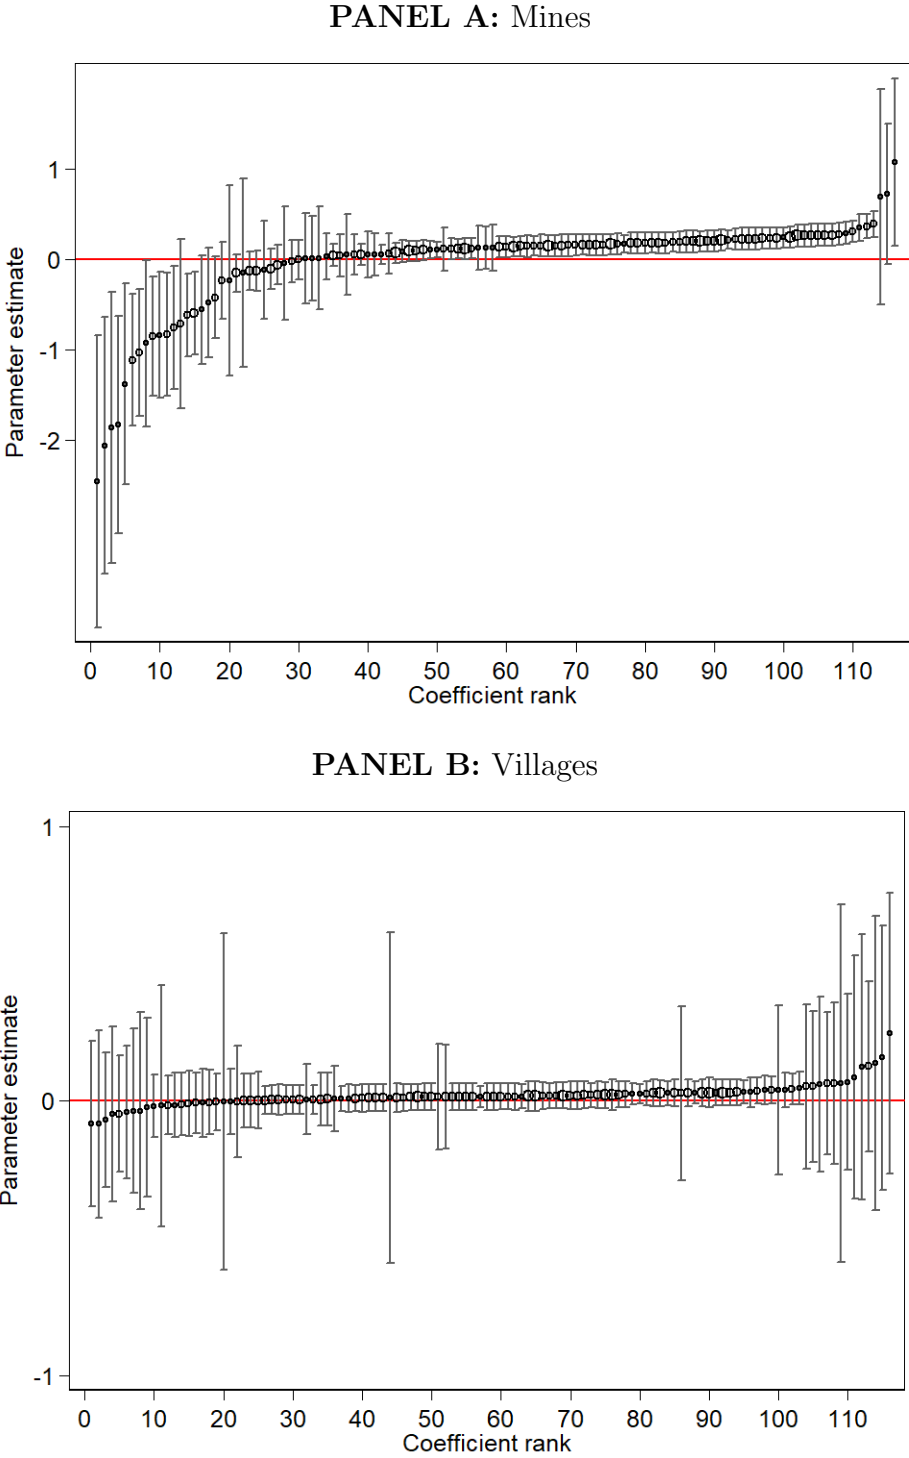 PANEL A: Mines
Parameter estimate
1
0
-1
-2
0 10 20 30 40 50 60 70 80 90 100 110
Coefficient rank
PANEL B: Villages
Parameter estimate
1
0
-1
0 10 20 30 40 50 60 70 80 90 100 110
Coefficient rank